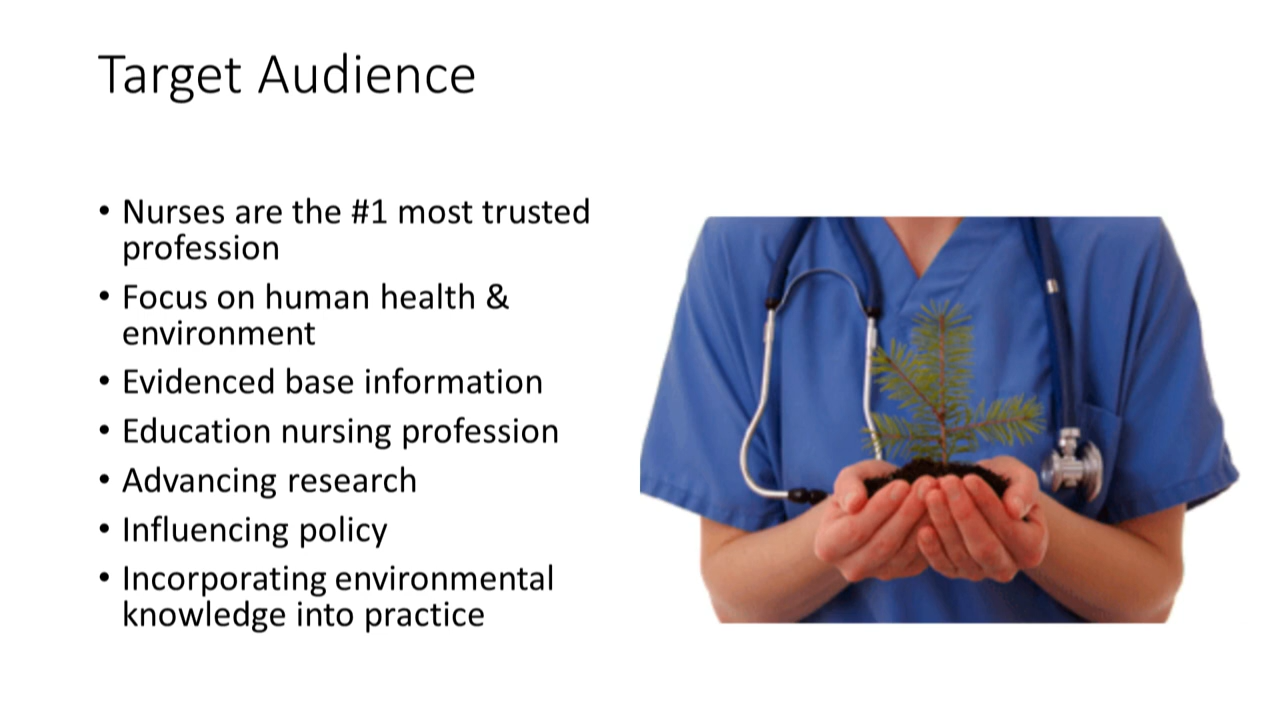 Target Audience
• Nurses are the #1 most trusted
profession
• Focus on human health &
environment
• Evidenced base information
• Education nursing profession
• Advancing research
• Influencing policy
• Incorporating environmental
knowledge into practice